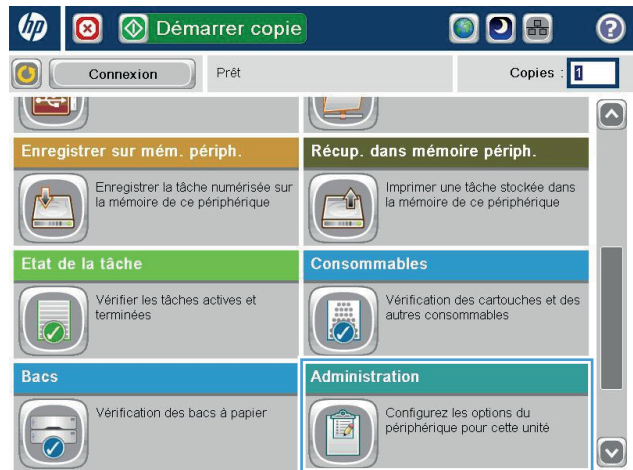 hp
Démarrer copie
?
Connexion
Prêt
Copies : 1
Enregistrer sur mém. périph.
Récup. dans mémoire périph.
Enregistrer la tâche numérisée sur
la mémoire de ce périphérique
Imprimer une tâche stockée dans
la mémoire de ce périphérique
Etat de la tâche
Consommables
Vérifier les tâches actives et
terminées
Vérification des cartouches et des
autres consommables
Bacs
Administration
Vérification des bacs à papier
Configurez les options du
périphérique pour cette unité